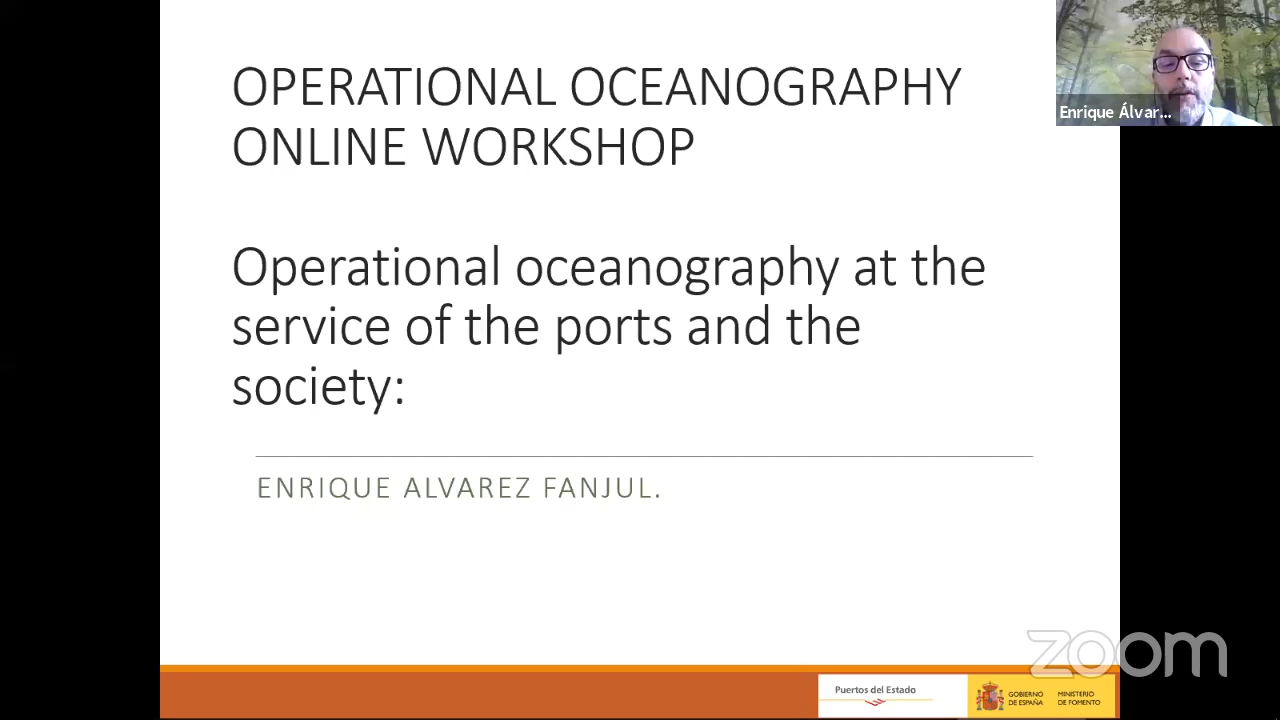 OPERATIONAL OCEANOGRAPHY
ONLINE WORKSHOP
Operational oceanography at the
service of the ports and the
society:
ENRIQUE ALVAREZ FANJUL.
Enrique Álvar...
zoom
Puertos del Estado
GOBIERNO
DE ESPAÑA
MINISTERIO
DE FOMENTO